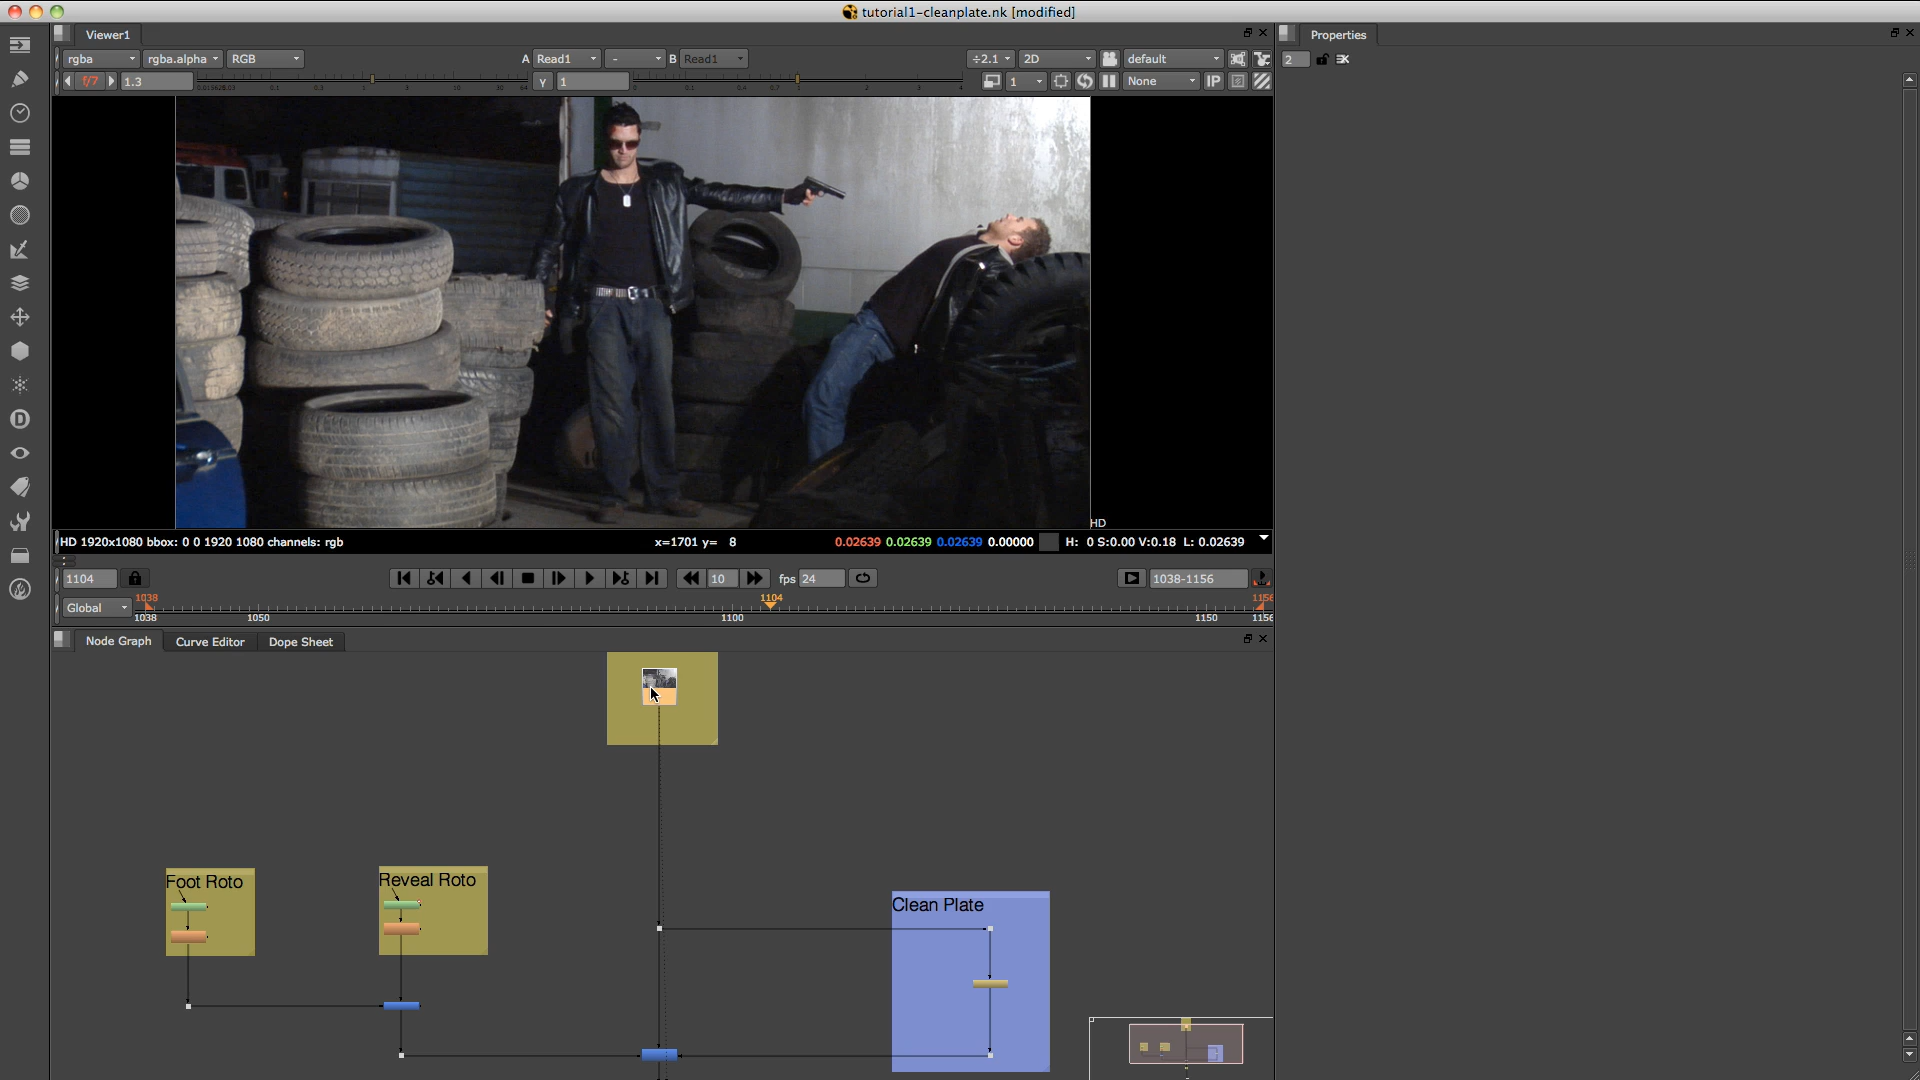 tutorial1-cleanplate.nk [modified]
Viewer1
Properties
rgba rgba.alpha RGB A Read1 - B Read1 ÷2.1 2D default
2
f/7 1.3 Y 1 1 IP None
HD
HD 1920x1080 bbox: 0 0 1920 1080 channels: rgb x=1701 y= 8 0.02639 0.02639 0.02639 0.00000 H: 0 S:0.00 V:0.18 L: 0.02639
1104 10 fps 24 1038-1156
Global 1038 1104 1156
1038 1050 1100 1150 1156
Node Graph Curve Editor Dope Sheet
Foot Roto
Reveal Roto
Clean Plate